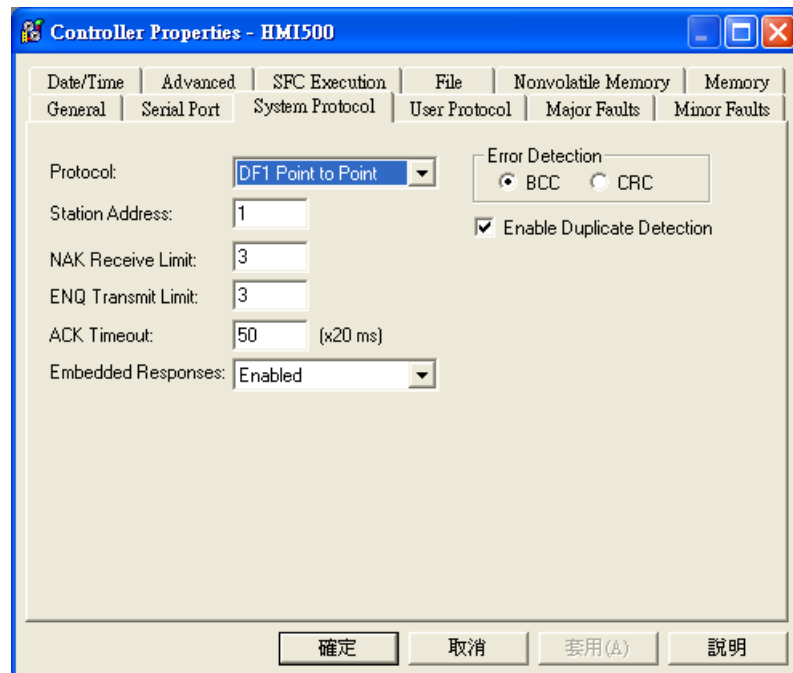 Controller Properties - HMI500
Date/Time Advanced SFC Execution File Nonvolatile Memory Memory
General Serial Port System Protocol User Protocol Major Faults Minor Faults
Protocol: DF1 Point to Point
Error Detection
BCC CRC
Station Address: 1
Enable Duplicate Detection
NAK Receive Limit: 3
ENQ Transmit Limit: 3
ACK Timeout: 50 (x20 ms)
Embedded Responses: Enabled
確定 取消 套用(A) 說明